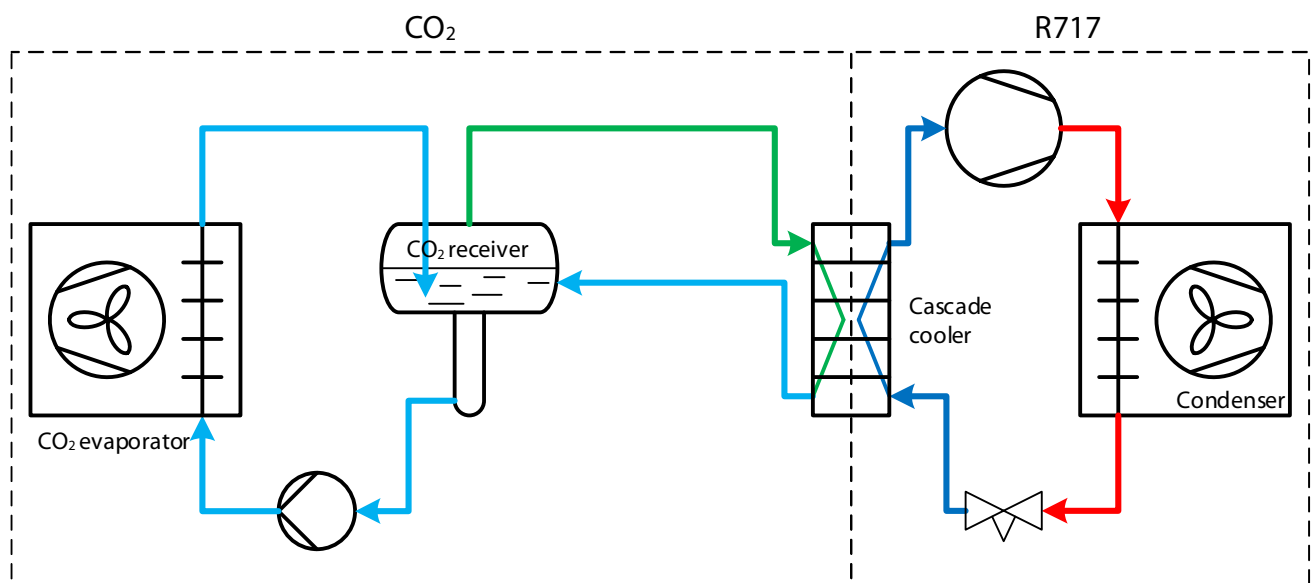 CO₂
R717
CO₂ receiver
Cascade
cooler
Condenser
CO₂ evaporator